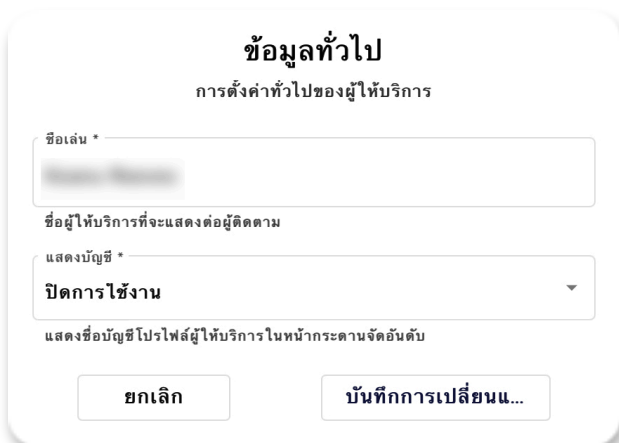 ข้อมูลทั่วไป
การตั้งค่าทั่วไปของผู้ให้บริการ
ชื่อเล่น *
ชื่อผู้ให้บริการที่จะแสดงต่อผู้ติดตาม
แสดงบัญชี *
ปิดการใช้งาน
แสดงชื่อบัญชีโปรไฟล์ผู้ให้บริการในหน้ากระดานจัดอันดับ
ยกเลิก บันทึกการเปลี่ยนแ...